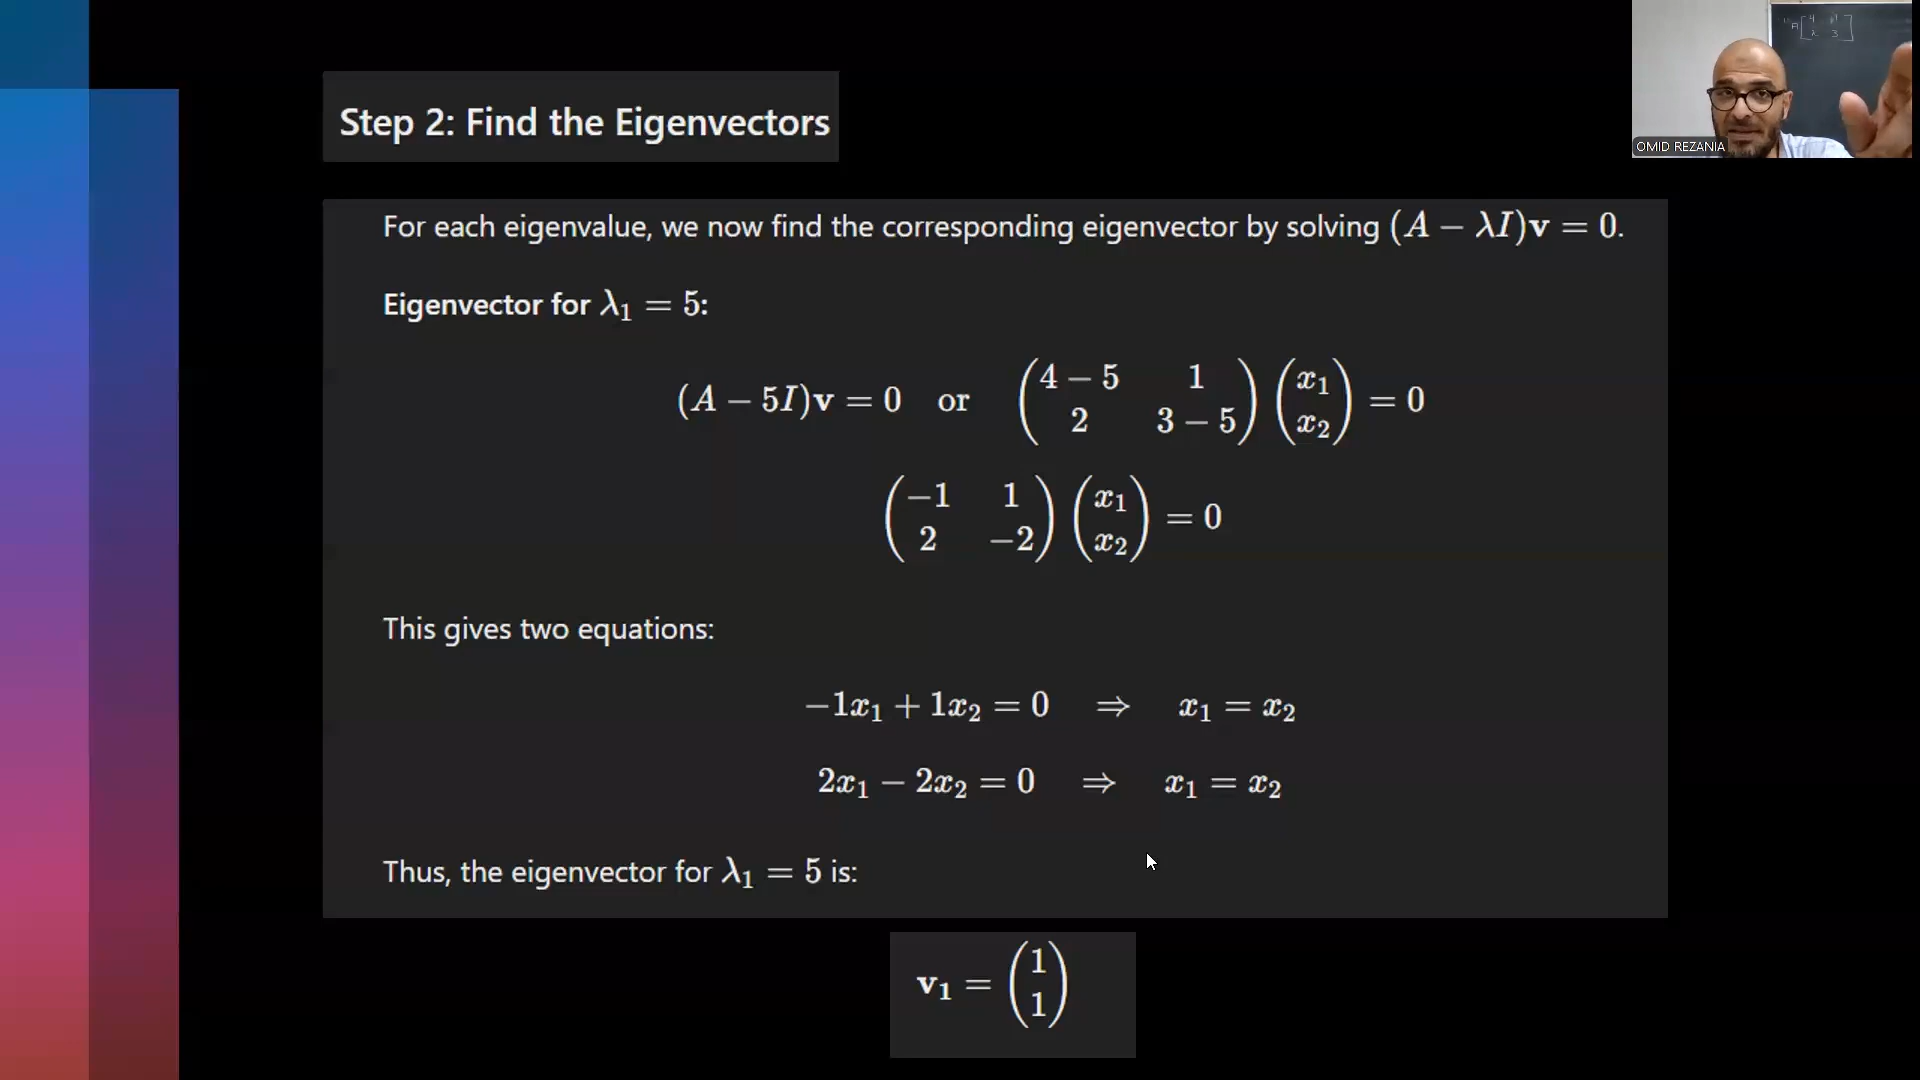 Step 2: Find the Eigenvectors
OMID REZANIA
For each eigenvalue, we now find the corresponding eigenvector by solving (A − λI)v = 0.
Eigenvector for λ₁ = 5:
(A − 5I)v = 0 or ( 4 − 5 1 ) ( x₁ ) = 0
( 2 3 − 5 ) ( x₂ )
( −1 1 ) ( x₁ ) = 0
( 2 −2 ) ( x₂ )
This gives two equations:
−1x₁ + 1x₂ = 0 ⇒ x₁ = x₂
2x₁ − 2x₂ = 0 ⇒ x₁ = x₂
Thus, the eigenvector for λ₁ = 5 is:
v₁ = ( 1 )
( 1 )